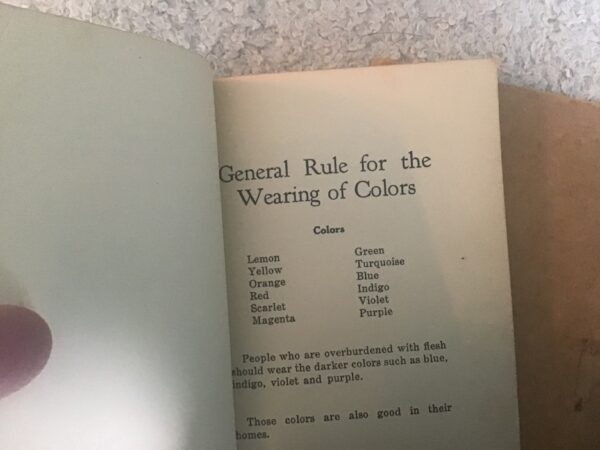 General Rule for the
Wearing of Colors
Colors
Lemon
Yellow
Orange
Red
Scarlet
Magenta
Green
Turquoise
Blue
Indigo
Violet
Purple
People who are overburdened with flesh
should wear the darker colors such as blue,
indigo, violet and purple.
Those colors are also good in their
homes.